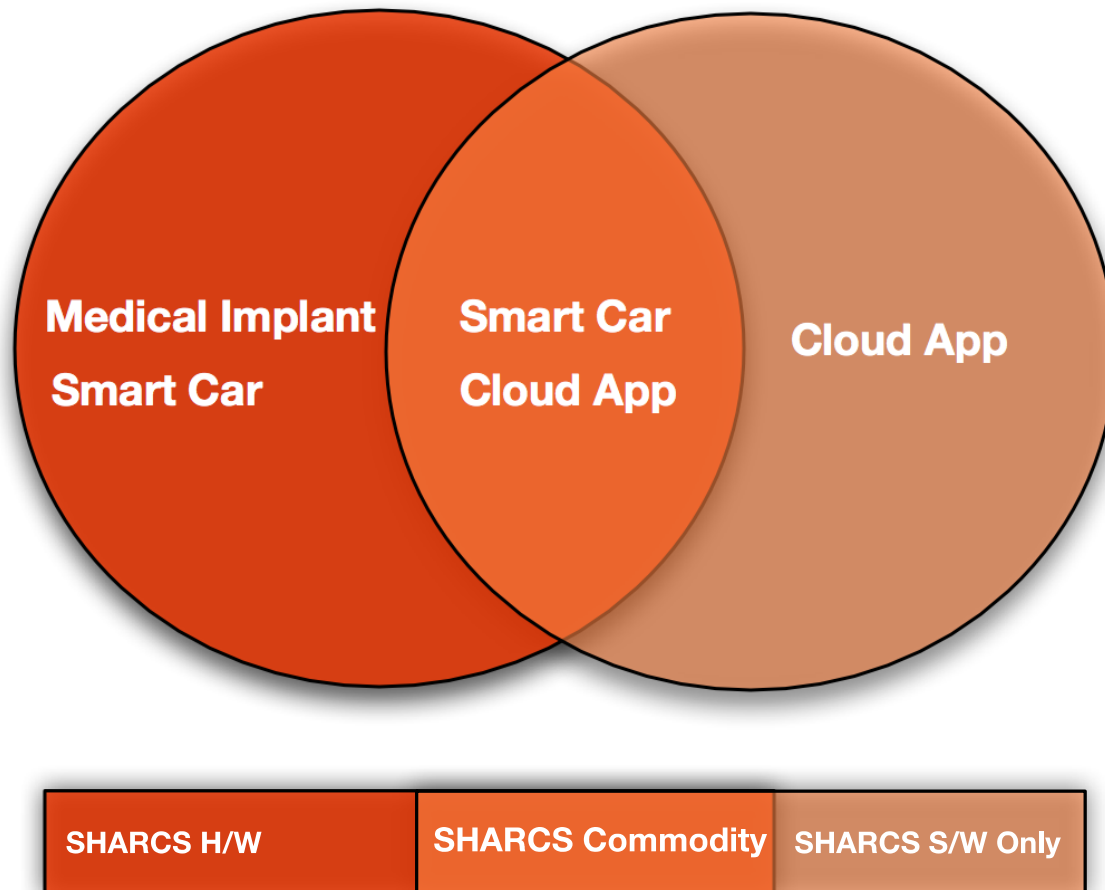 Medical Implant
Smart Car
Smart Car
Cloud App
Cloud App
SHARCS H/W
SHARCS Commodity
SHARCS S/W Only